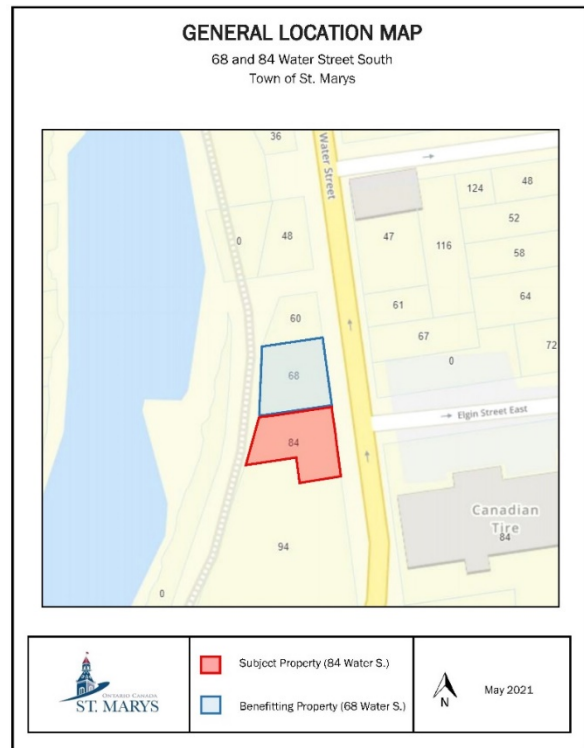 GENERAL LOCATION MAP
68 and 84 Water Street South
Town of St. Marys
36
Water Street
124
48
0
48
47
52
116
58
60
61
64
67
72
68
0
Elgin Street East
84
Canadian
Tire
84
94
0
ONTARIO CANADA
ST. MARYS
Subject Property (84 Water S.)
Benefitting Property (68 Water S.)
N
May 2021